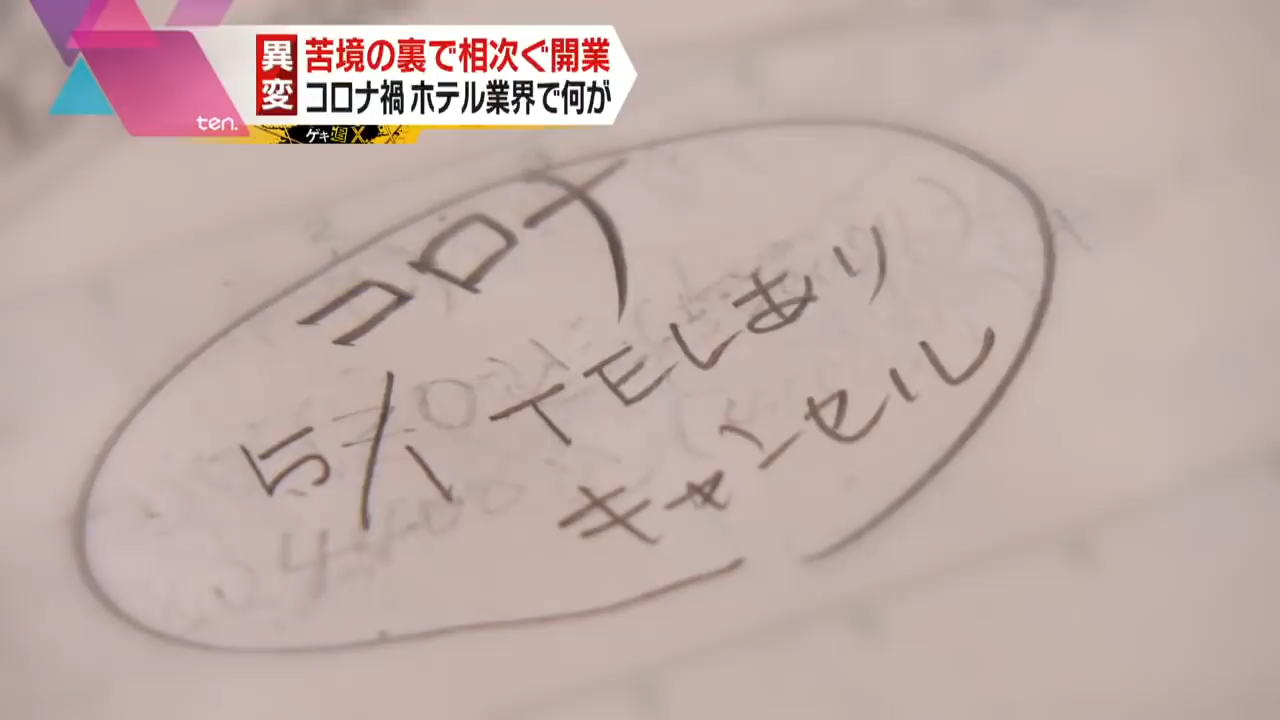 異変
苦境の裏で相次ぐ開業
コロナ禍 ホテル業界で何が
ten.
ゲキ追X
コロナ
5/1 TELあり
キャンセル